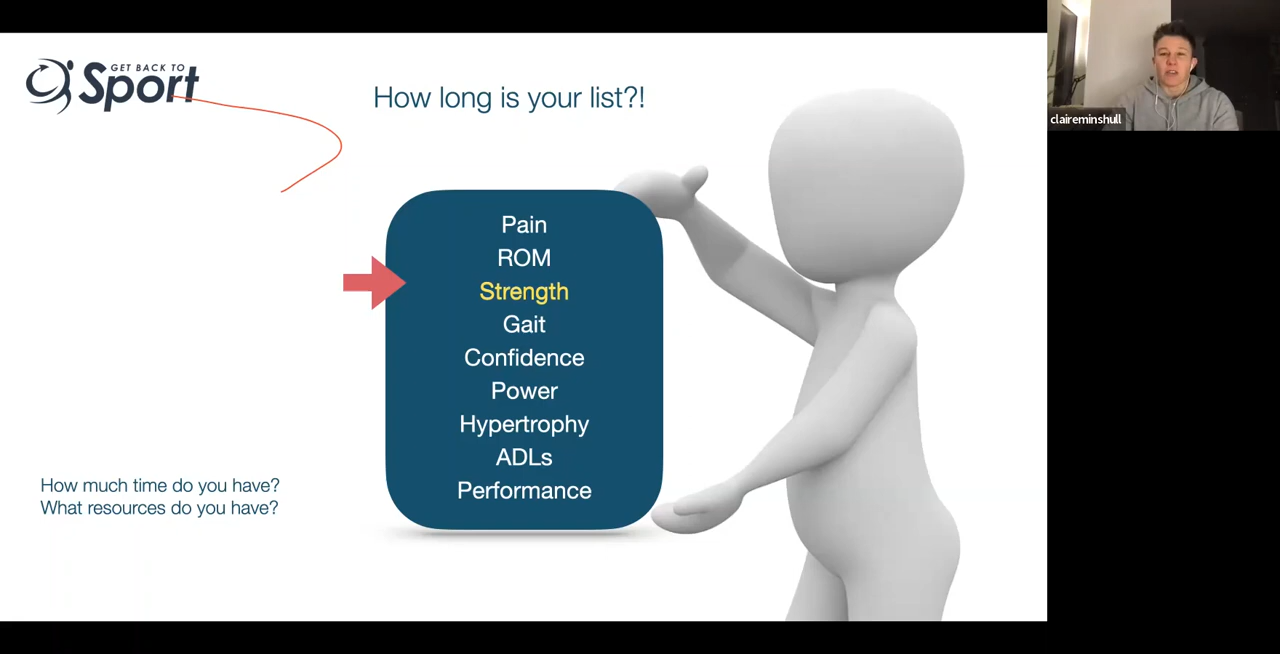 GET BACK TO
Sport
How long is your list?!
Pain
ROM
Strength
Gait
Confidence
Power
Hypertrophy
ADLs
Performance
How much time do you have?
What resources do you have?
claireminshull